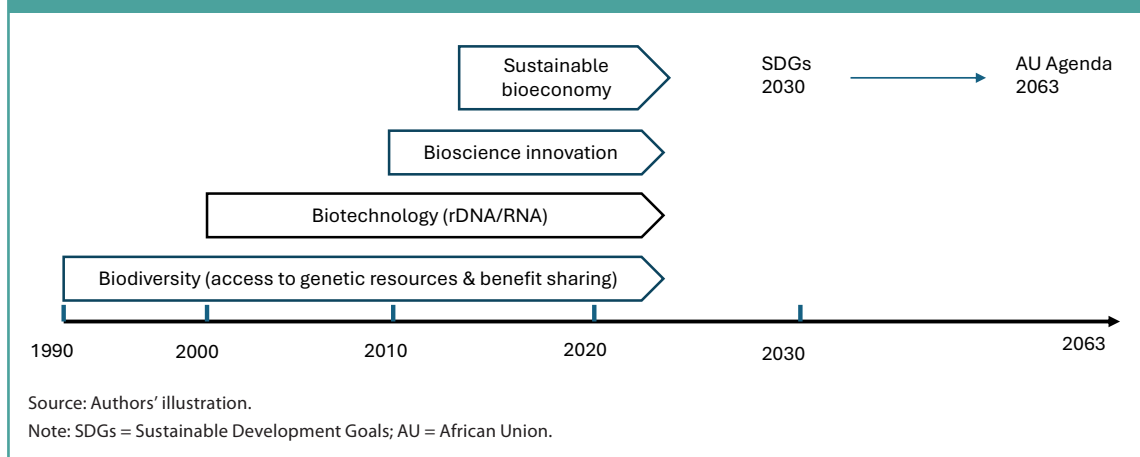 Sustainable
bioeconomy
SDGs
2030
AU Agenda
2063
Bioscience innovation
Biotechnology (rDNA/RNA)
Biodiversity (access to genetic resources & benefit sharing)
1990
2000
2010
2020
2030
2063
Source: Authors’ illustration.
Note: SDGs = Sustainable Development Goals; AU = African Union.